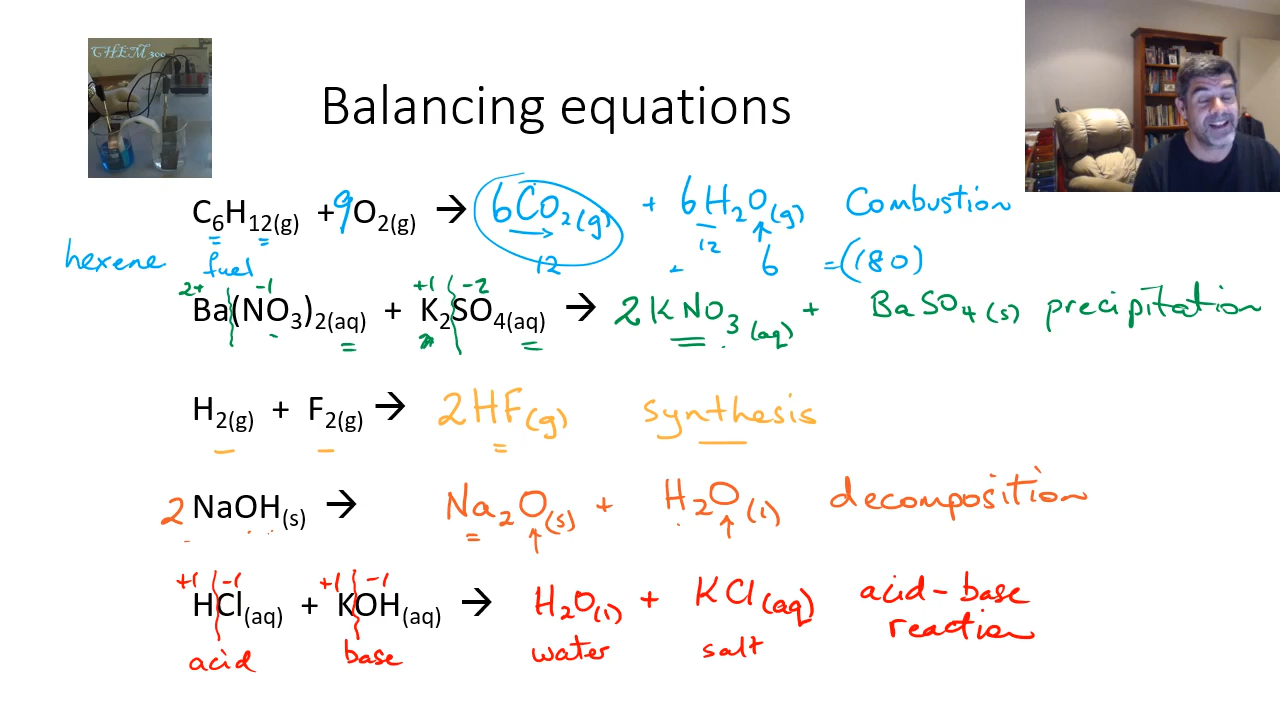 CHEM300
Balancing equations
C₆H₁₂(g) + 9O₂(g) → 6CO₂(g) + 6H₂O(g) Combustion
= = 12
hexene fuel 12 + 6 = (180)
2+ -1 +1 -2
Ba(NO₃)₂(aq) + K₂SO₄(aq) → 2KNO₃(aq) + BaSO₄(s) precipitation
H₂(g) + F₂(g) → 2HF(g) synthesis
2NaOH(s) → Na₂O(s) + H₂O(l) decomposition
+1 -1 +1 -1
HCl(aq) + KOH(aq) → H₂O(l) + KCl(aq) acid-base
reaction
acid base water salt